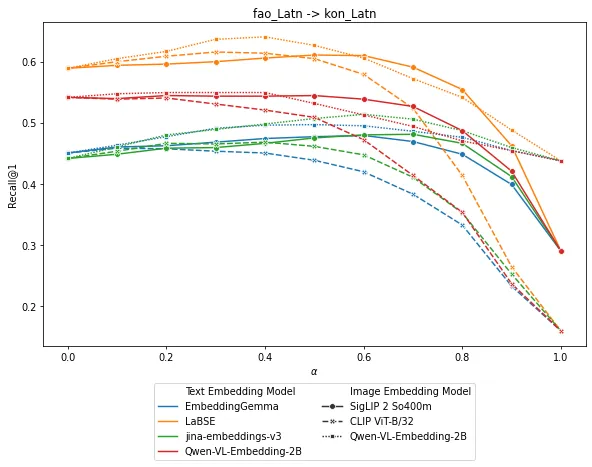 fao_Latn -> kon_Latn
Recall@1
0.6
0.5
0.4
0.3
0.2
0.0 0.2 0.4 0.6 0.8 1.0
α
Text Embedding Model Image Embedding Model
EmbeddingGemma SigLIP 2 So400m
LaBSE CLIP ViT-B/32
jina-embeddings-v3 Qwen-VL-Embedding-2B
Qwen-VL-Embedding-2B